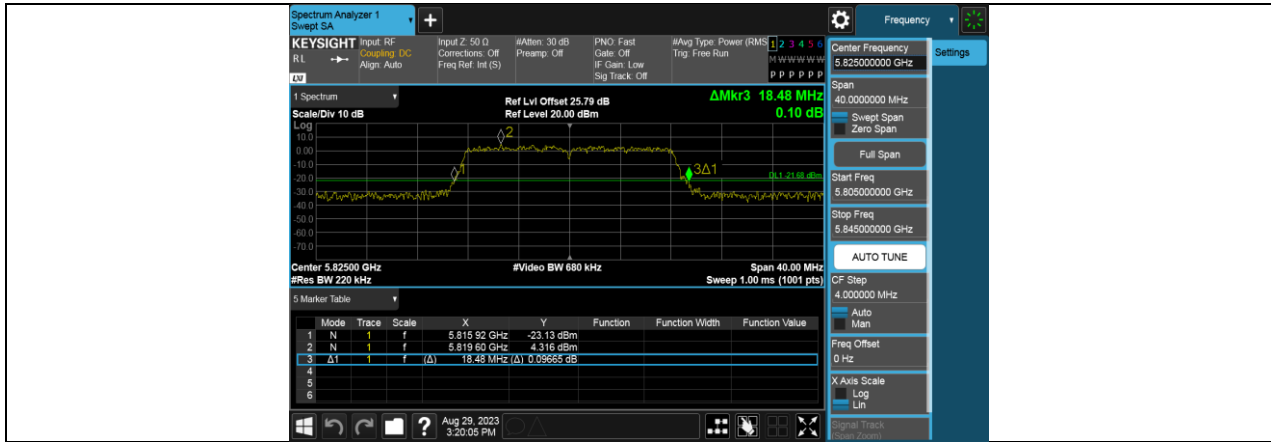 Spectrum Analyzer 1
Swept SA
+
Frequency
KEYSIGHT Input: RF Input Z: 50 Ω #Atten: 30 dB PNO: Fast #Avg Type: Power (RMS 1 2 3 4 5 6
RL Coupling: DC Corrections: Off Preamp: Off Gate: Off Trig: Free Run M W W W W W
Align: Auto Freq Ref: Int (S) IF Gain: Low
LXI Sig Track: Off P P P P P P
1 Spectrum Ref Lvl Offset 25.79 dB ΔMkr3 18.48 MHz
Scale/Div 10 dB Ref Level 20.00 dBm 0.10 dB
Log
10.0
0.00
-10.0
-20.0
-30.0
-40.0
-50.0
-60.0
-70.0
2
1
3Δ1
DL1 -21.68 dBm
Center 5.82500 GHz #Video BW 680 kHz Span 40.00 MHz
#Res BW 220 kHz Sweep 1.00 ms (1001 pts)
5 Marker Table
Mode Trace Scale X Y Function Function Width Function Value
1 N 1 f 5.815 92 GHz -23.13 dBm
2 N 1 f 5.819 60 GHz 4.316 dBm
3 Δ1 1 f (Δ) 18.48 MHz (Δ) 0.09665 dB
4
5
6
? Aug 29, 2023
3:20:05 PM
Center Frequency
5.825000000 GHz
Settings
Span
40.0000000 MHz
Swept Span
Zero Span
Full Span
Start Freq
5.805000000 GHz
Stop Freq
5.845000000 GHz
AUTO TUNE
CF Step
4.000000 MHz
Auto
Man
Freq Offset
0 Hz
X Axis Scale
Log
Lin
Signal Track
(Span Zoom)